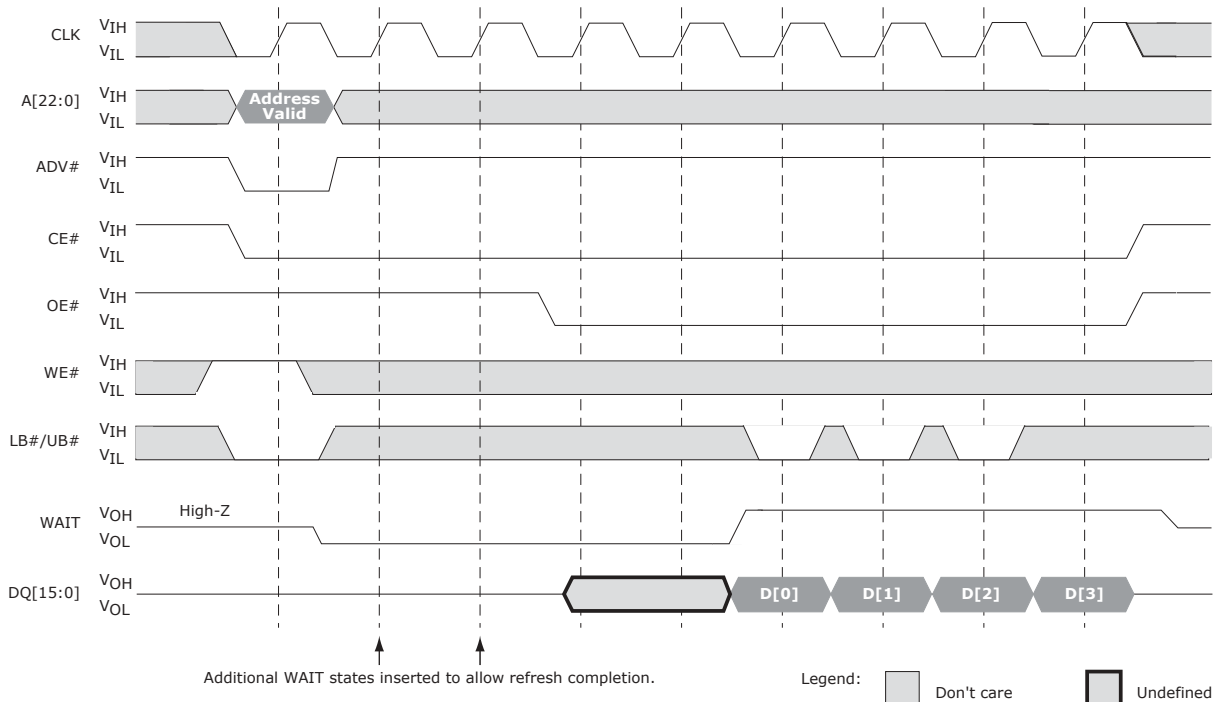 CLK VIH
VIL
A[22:0] VIH
VIL
Address
Valid
ADV# VIH
VIL
CE# VIH
VIL
OE# VIH
VIL
WE# VIH
VIL
LB#/UB# VIH
VIL
WAIT VOH
VOL
High-Z
DQ[15:0] VOH
VOL
D[0] D[1] D[2] D[3]
Additional WAIT states inserted to allow refresh completion.
Legend: Don't care Undefined